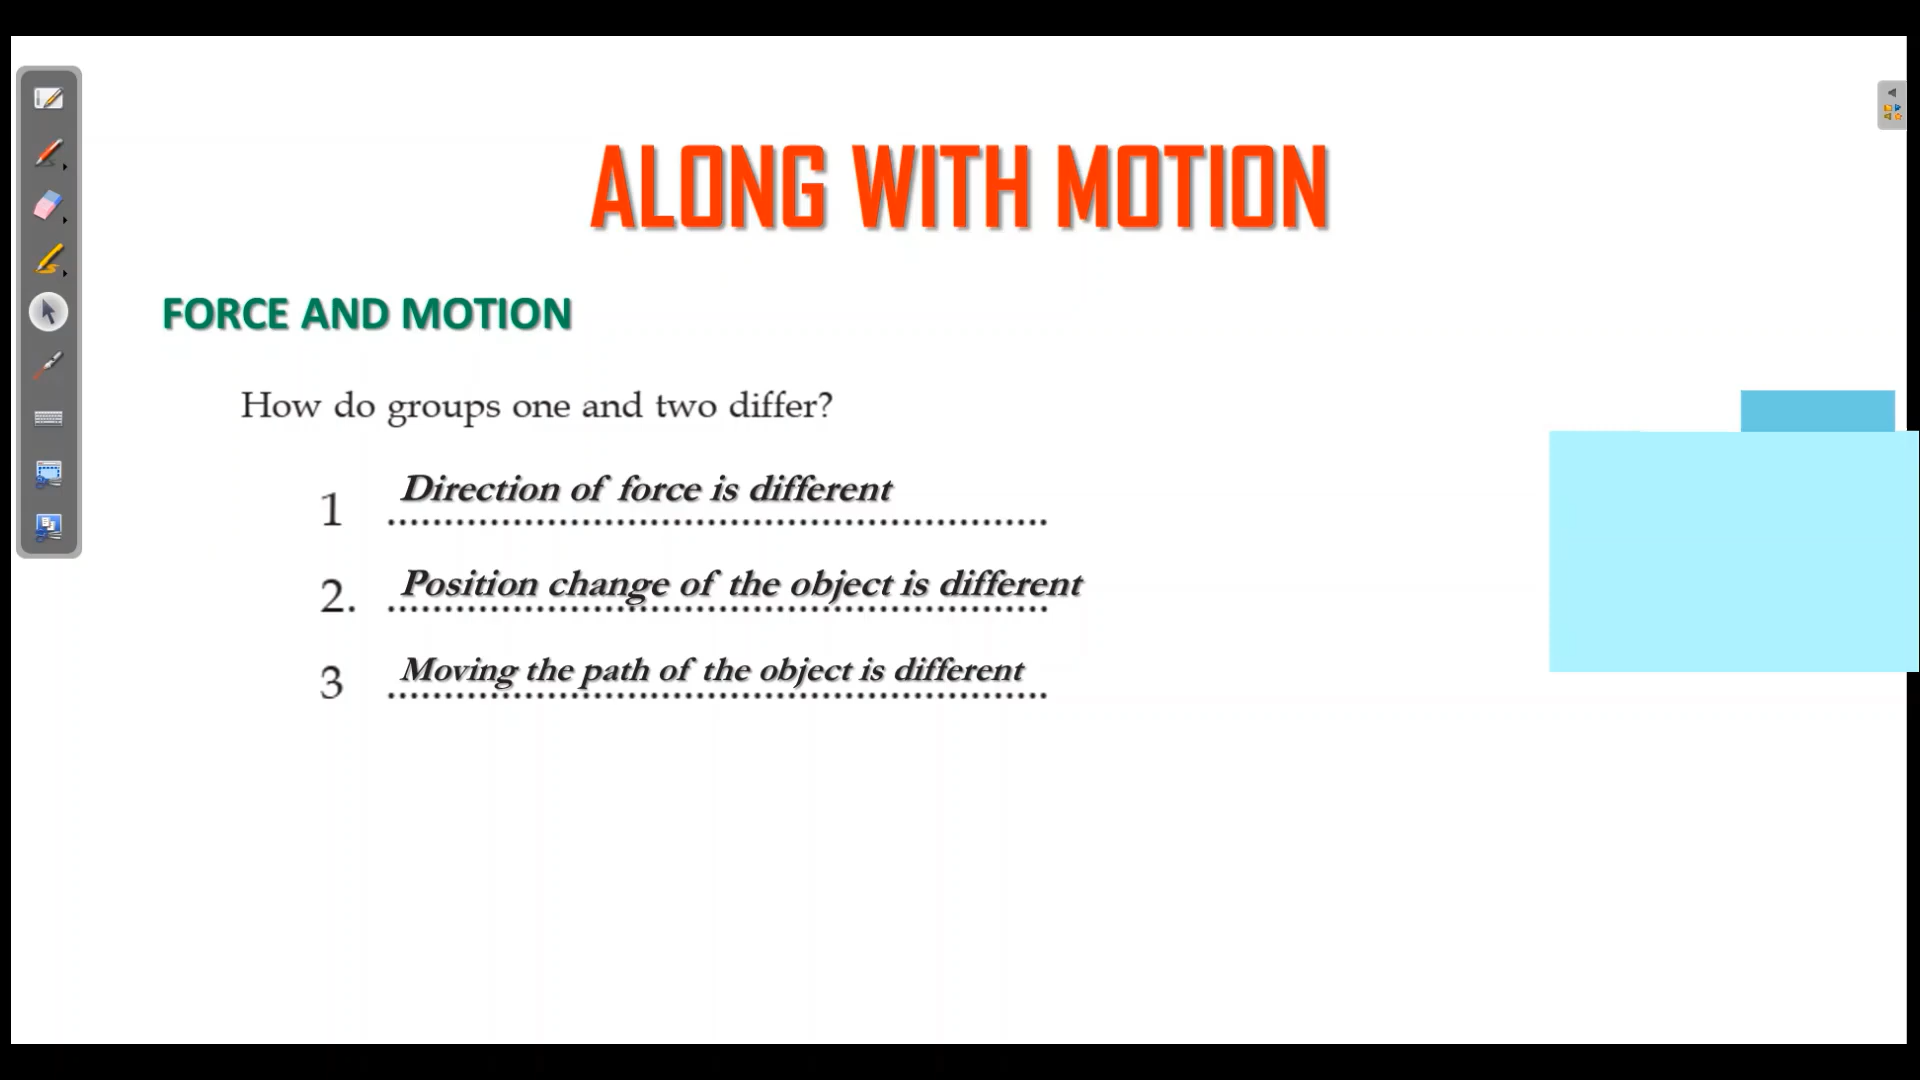 ALONG WITH MOTION
FORCE AND MOTION
How do groups one and two differ?
1 Direction of force is different
2. Position change of the object is different
3 Moving the path of the object is different